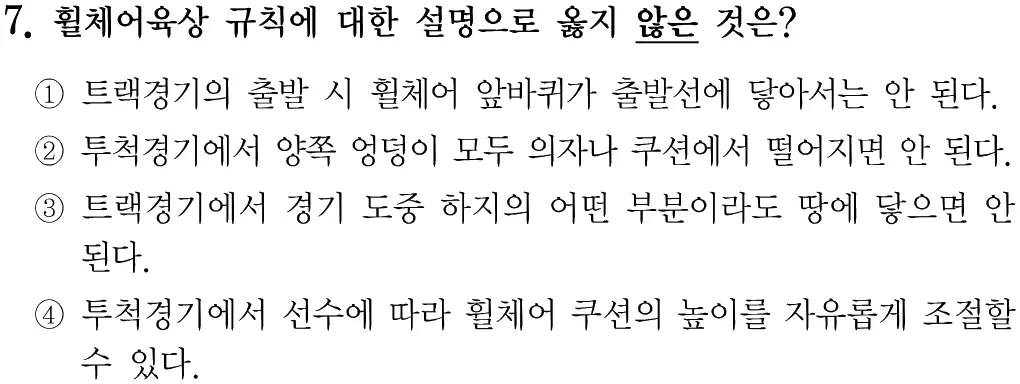 7. 휠체어육상 규칙에 대한 설명으로 옳지 않은 것은?
① 트랙경기의 출발 시 휠체어 앞바퀴가 출발선에 닿아서는 안 된다.
② 투척경기에서 양쪽 엉덩이 모두 의자나 쿠션에서 떨어지면 안 된다.
③ 트랙경기에서 경기 도중 하지의 어떤 부분이라도 땅에 닿으면 안
된다.
④ 투척경기에서 선수에 따라 휠체어 쿠션의 높이를 자유롭게 조절할
수 있다.